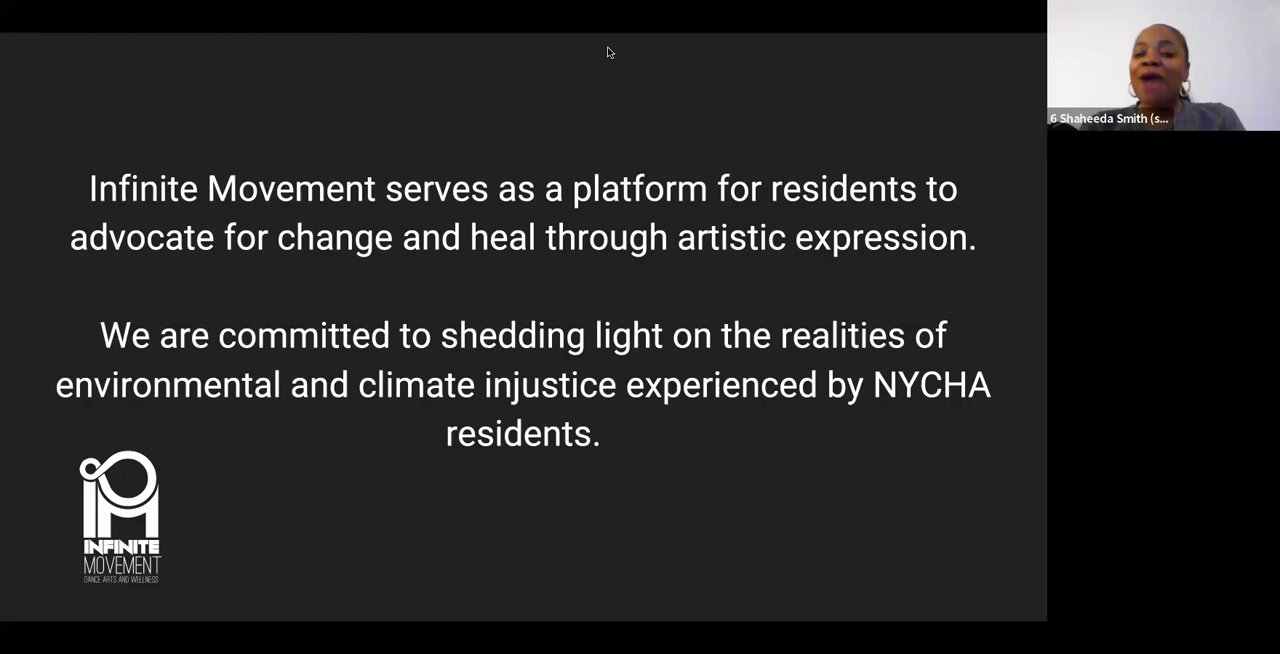 6 Shaheeda Smith (s...
Infinite Movement serves as a platform for residents to
advocate for change and heal through artistic expression.
We are committed to shedding light on the realities of
environmental and climate injustice experienced by NYCHA
residents.
INFINITE
MOVEMENT
DANCE ARTS AND WELLNESS